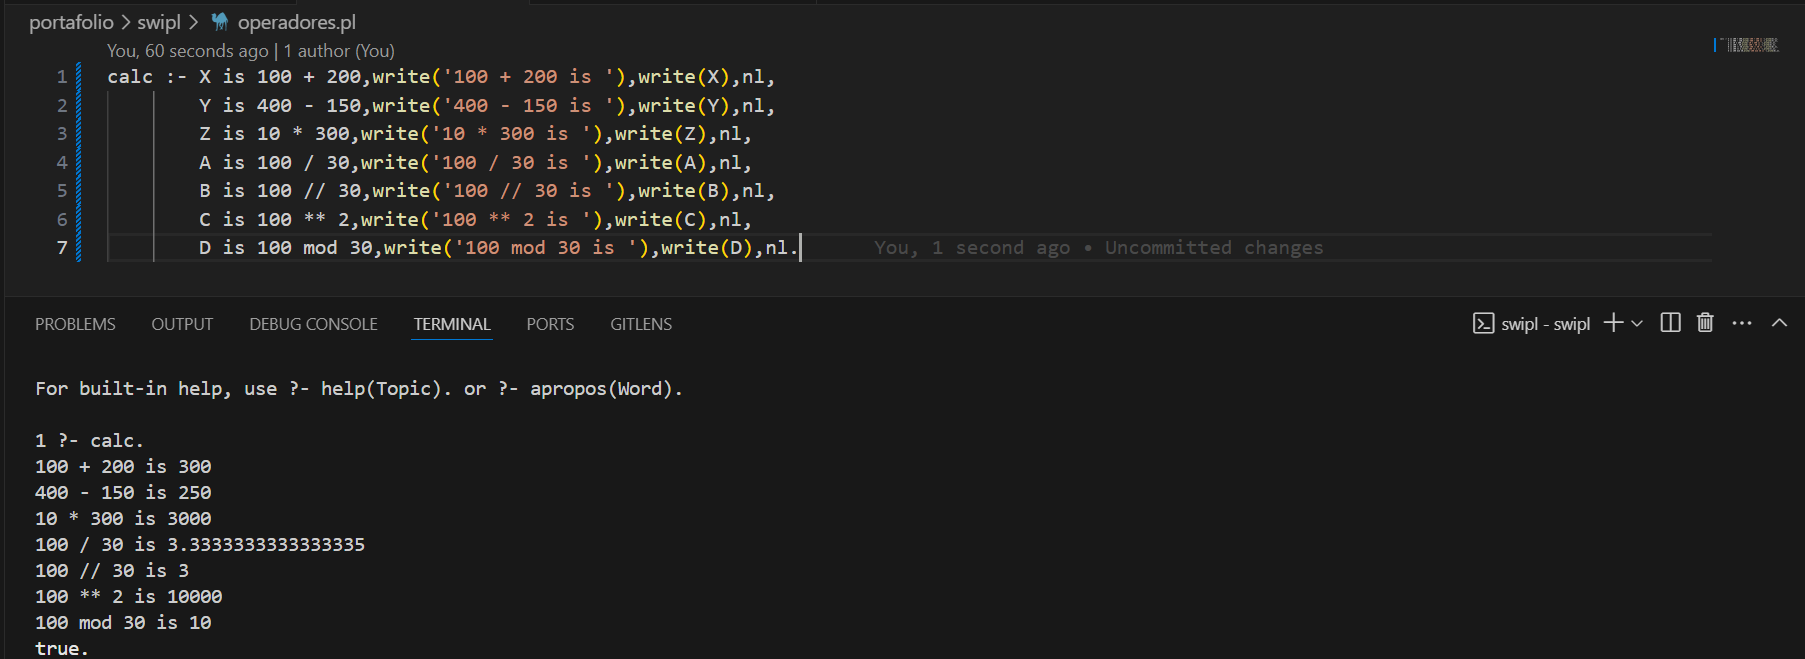 portafolio > swipl > operadores.pl
You, 60 seconds ago | 1 author (You)
1 calc :- X is 100 + 200,write('100 + 200 is '),write(X),nl,
2 Y is 400 - 150,write('400 - 150 is '),write(Y),nl,
3 Z is 10 * 300,write('10 * 300 is '),write(Z),nl,
4 A is 100 / 30,write('100 / 30 is '),write(A),nl,
5 B is 100 // 30,write('100 // 30 is '),write(B),nl,
6 C is 100 ** 2,write('100 ** 2 is '),write(C),nl,
7 D is 100 mod 30,write('100 mod 30 is '),write(D),nl. You, 1 second ago • Uncommitted changes
PROBLEMS OUTPUT DEBUG CONSOLE TERMINAL PORTS GITLENS swipl - swipl
For built-in help, use ?- help(Topic). or ?- apropos(Word).
1 ?- calc.
100 + 200 is 300
400 - 150 is 250
10 * 300 is 3000
100 / 30 is 3.3333333333333335
100 // 30 is 3
100 ** 2 is 10000
100 mod 30 is 10
true.